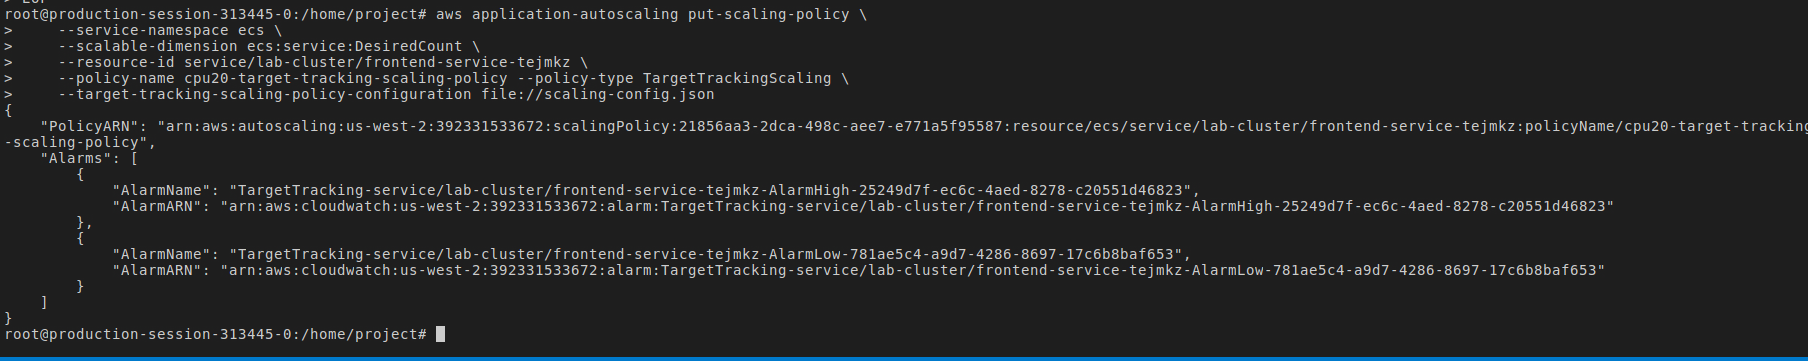 root@production-session-313445-0:/home/project# aws application-autoscaling put-scaling-policy \
>     --service-namespace ecs \
>     --scalable-dimension ecs:service:DesiredCount \
>     --resource-id service/lab-cluster/frontend-service-tejmkz \
>     --policy-name cpu20-target-tracking-scaling-policy --policy-type TargetTrackingScaling \
>     --target-tracking-scaling-policy-configuration file://scaling-config.json
{
    "PolicyARN": "arn:aws:autoscaling:us-west-2:392331533672:scalingPolicy:21856aa3-2dca-498c-aee7-e771a5f95587:resource/ecs/service/lab-cluster/frontend-service-tejmkz:policyName/cpu20-target-tracking
-scaling-policy",
    "Alarms": [
        {
            "AlarmName": "TargetTracking-service/lab-cluster/frontend-service-tejmkz-AlarmHigh-25249d7f-ec6c-4aed-8278-c20551d46823",
            "AlarmARN": "arn:aws:cloudwatch:us-west-2:392331533672:alarm:TargetTracking-service/lab-cluster/frontend-service-tejmkz-AlarmHigh-25249d7f-ec6c-4aed-8278-c20551d46823"
        },
        {
            "AlarmName": "TargetTracking-service/lab-cluster/frontend-service-tejmkz-AlarmLow-781ae5c4-a9d7-4286-8697-17c6b8baf653",
            "AlarmARN": "arn:aws:cloudwatch:us-west-2:392331533672:alarm:TargetTracking-service/lab-cluster/frontend-service-tejmkz-AlarmLow-781ae5c4-a9d7-4286-8697-17c6b8baf653"
        }
    ]
}
root@production-session-313445-0:/home/project#